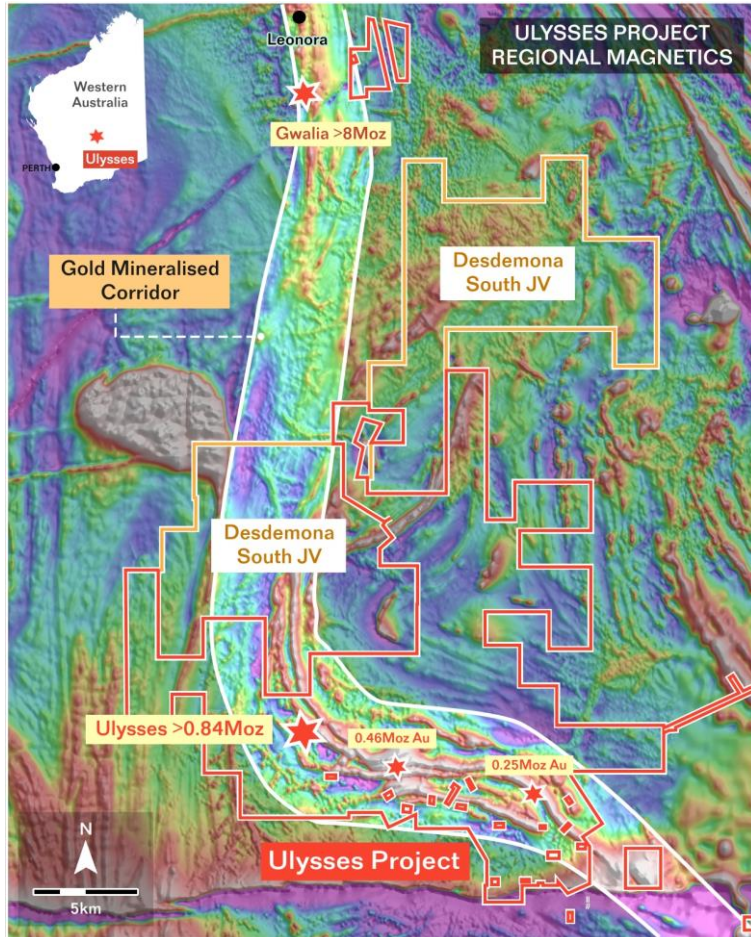 ULYSSES PROJECT
REGIONAL MAGNETICS
Leonora
Western
Australia
Ulysses
PERTH
Gwalia >8Moz
Gold Mineralised
Corridor
Desdemona
South JV
Desdemona
South JV
Ulysses >0.84Moz
0.46Moz Au
0.25Moz Au
Ulysses Project
N
5km